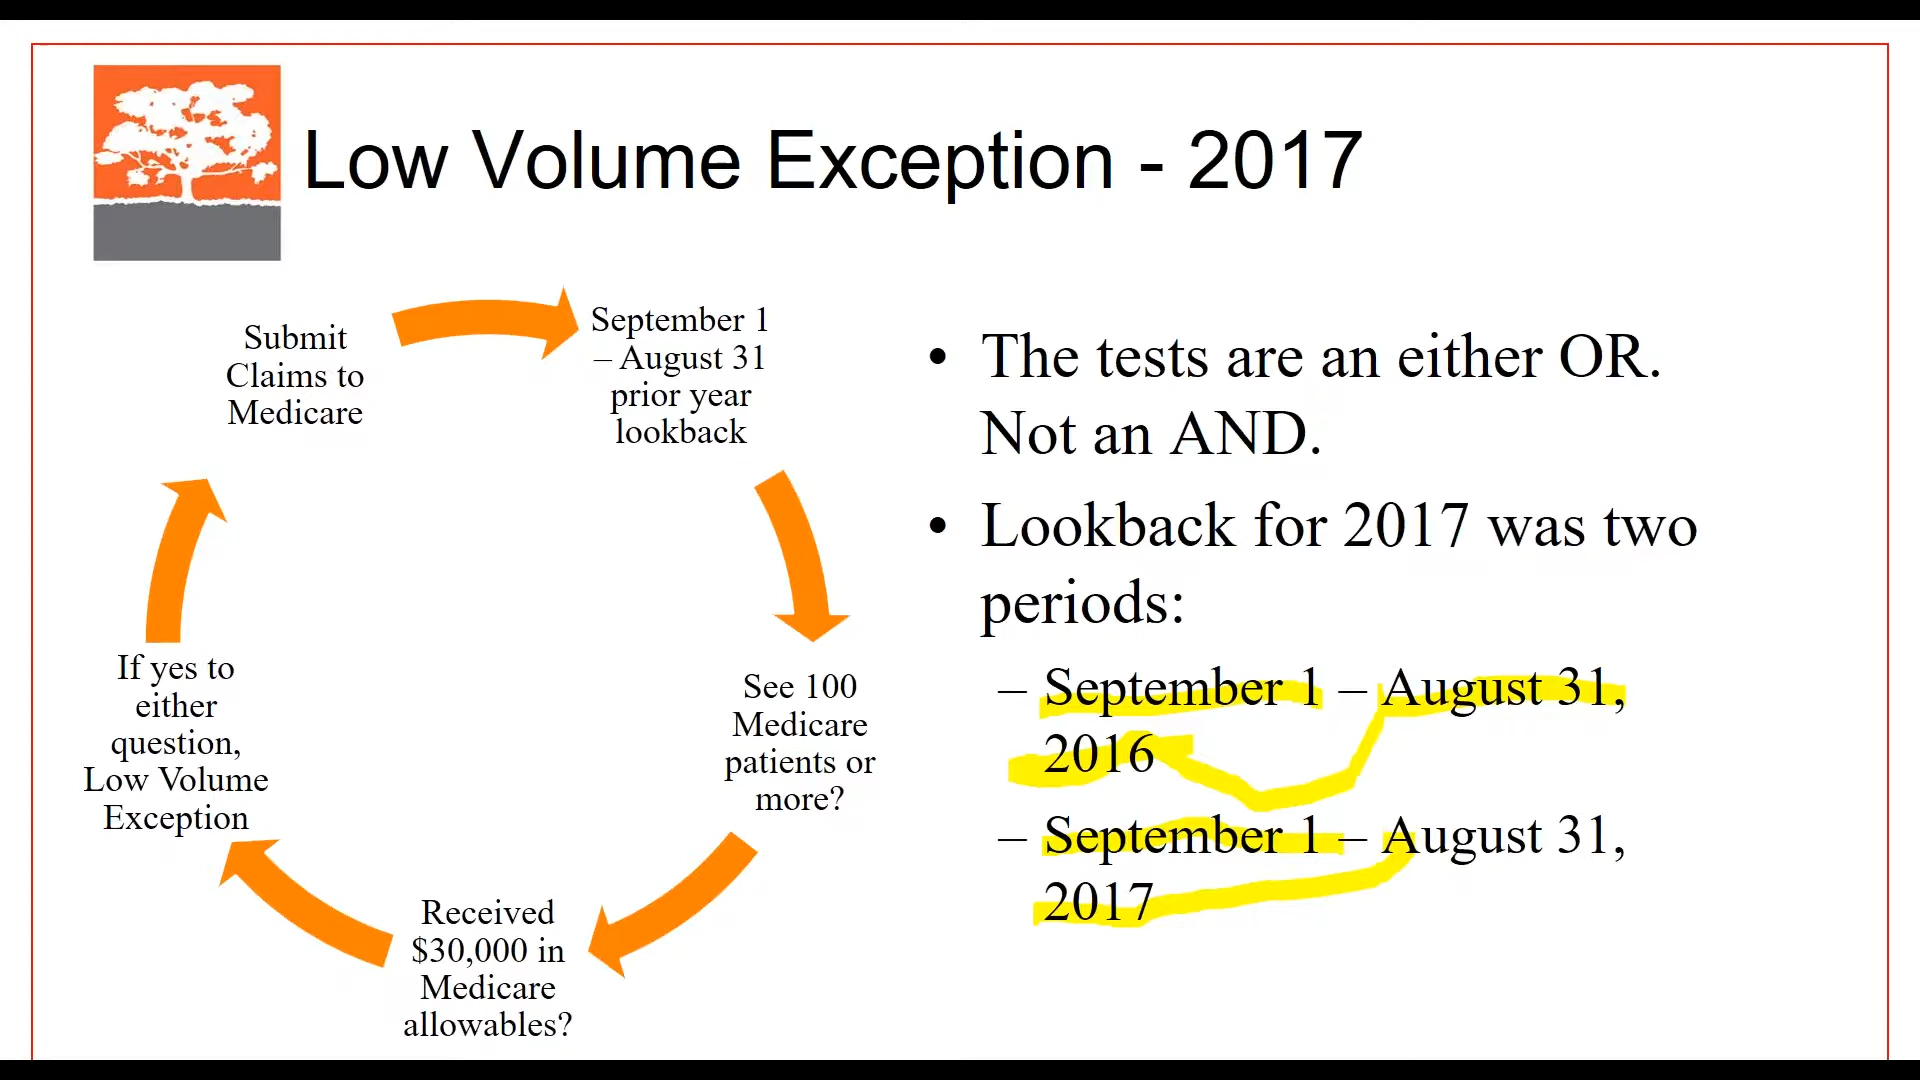 Low Volume Exception - 2017
Submit
Claims to
Medicare
September 1
– August 31
prior year
lookback
See 100
Medicare
patients or
more?
Received
$30,000 in
Medicare
allowables?
If yes to
either
question,
Low Volume
Exception
• The tests are an either OR.
Not an AND.
• Lookback for 2017 was two
periods:
– September 1 – August 31,
2016
– September 1 – August 31,
2017